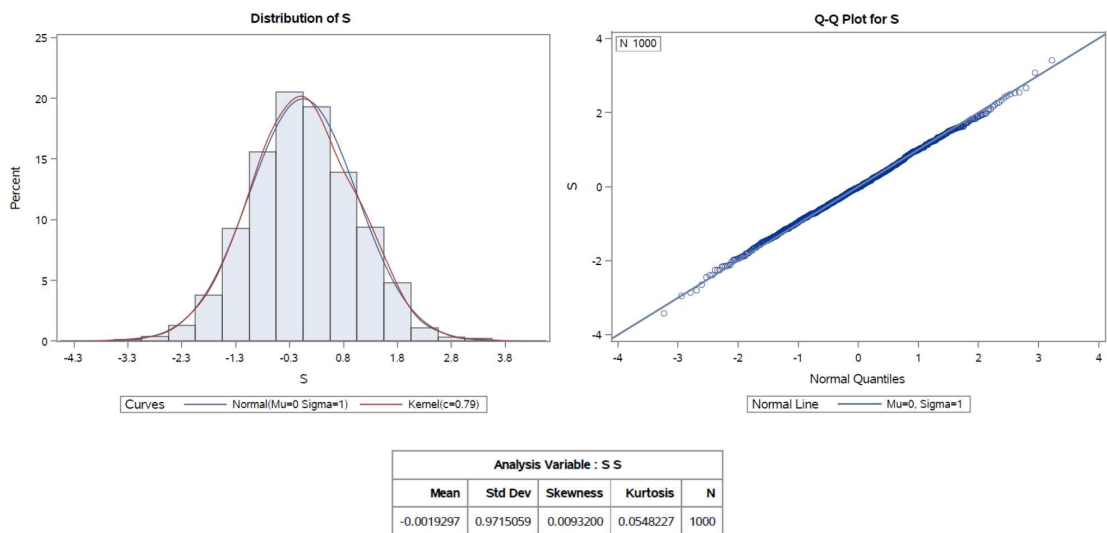 Distribution of S
25
20
15
10
5
0
Percent
-4.3 -3.3 -2.3 -1.3 -0.3 0.8 1.8 2.8 3.8
S
Curves Normal(Mu=0 Sigma=1) Kernel(c=0.79)
Q-Q Plot for S
N 1000
4
2
0
-2
-4
S
-4 -3 -2 -1 0 1 2 3 4
Normal Quantiles
Normal Line Mu=0, Sigma=1
Analysis Variable : S S
Mean Std Dev Skewness Kurtosis N
-0.0019297 0.9715059 0.0093200 0.0548227 1000